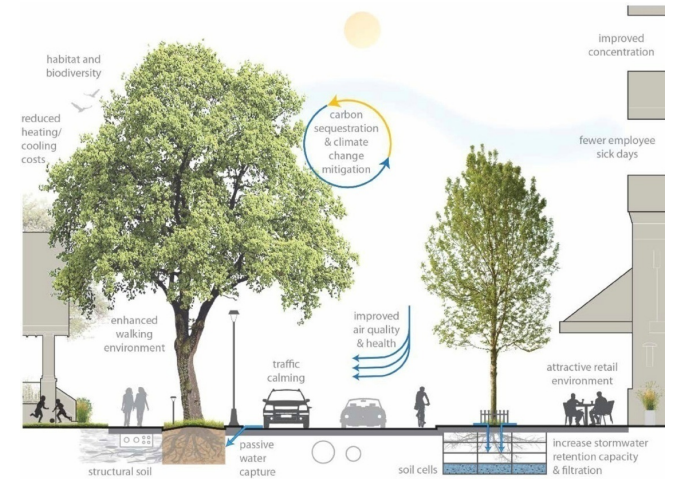 improved
concentration
habitat and
biodiversity
reduced
heating/
cooling
costs
carbon
sequestration
& climate
change
mitigation
fewer employee
sick days
enhanced
walking
environment
improved
air quality
& health
traffic
calming
attractive retail
environment
structural soil
passive
water
capture
soil cells
increase stormwater
retention capacity
& filtration